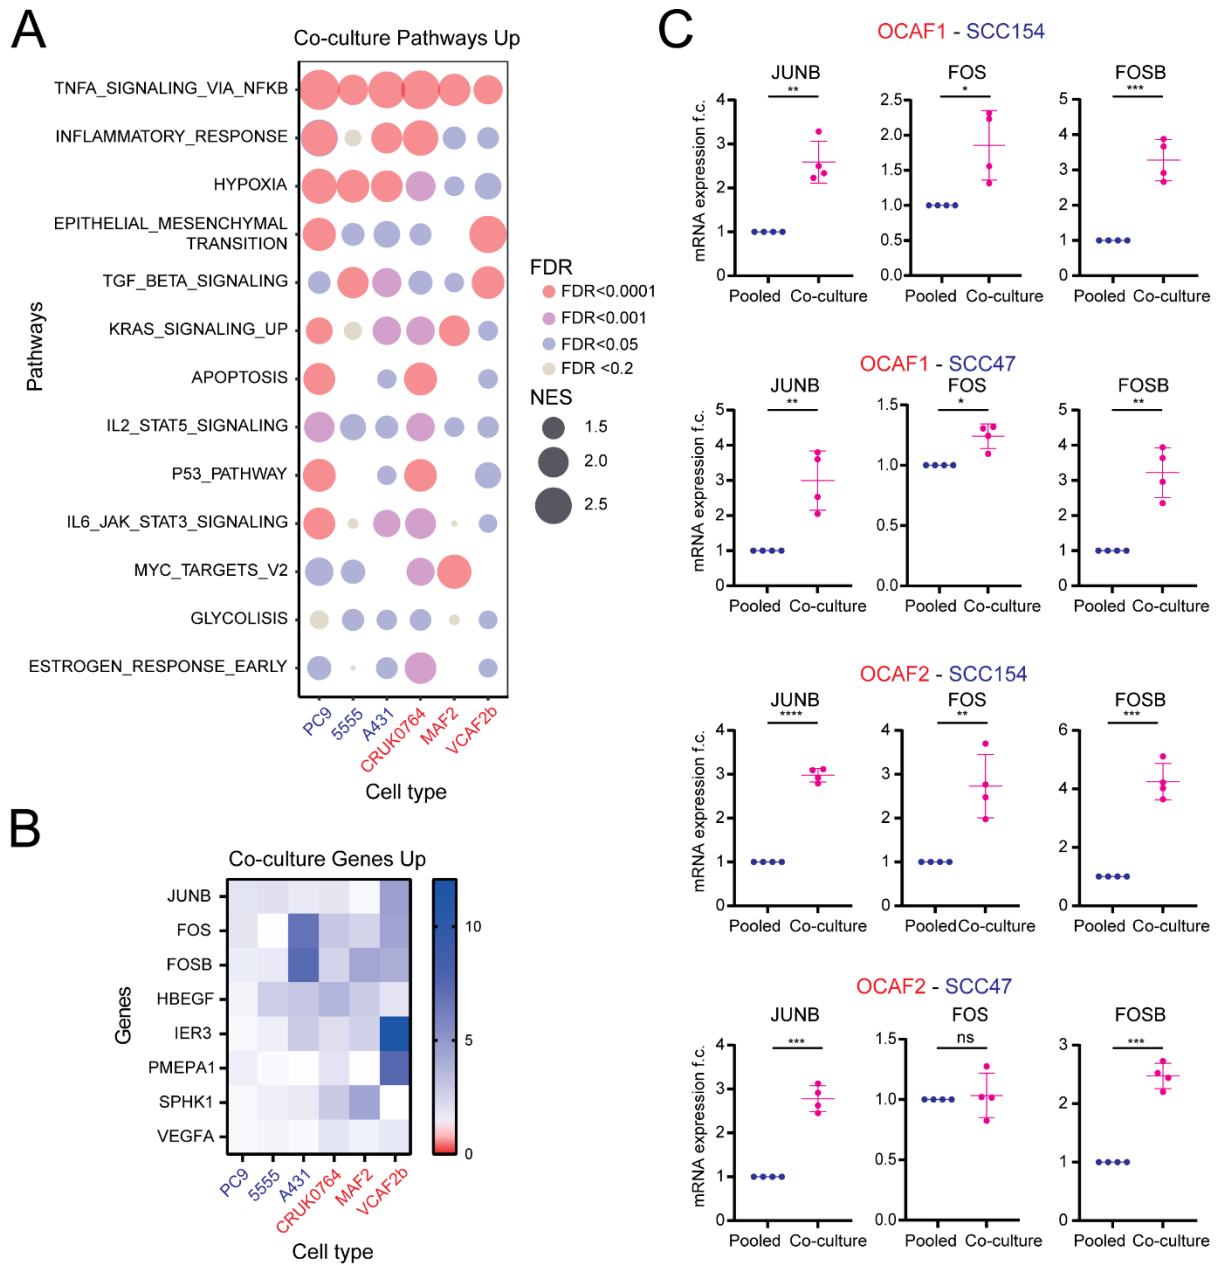 A
Co-culture Pathways Up
Pathways
TNFA_SIGNALING_VIA_NFKB
INFLAMMATORY_RESPONSE
HYPOXIA
EPITHELIAL_MESENCHYMAL
TRANSITION
TGF_BETA_SIGNALING
KRAS_SIGNALING_UP
APOPTOSIS
IL2_STAT5_SIGNALING
P53_PATHWAY
IL6_JAK_STAT3_SIGNALING
MYC_TARGETS_V2
GLYCOLISIS
ESTROGEN_RESPONSE_EARLY
PC9
5555
A431
CRUK0764
MAF2
VCAF2b
Cell type
FDR
FDR<0.0001
FDR<0.001
FDR<0.05
FDR <0.2
NES
1.5
2.0
2.5
B
Co-culture Genes Up
Genes
JUNB
FOS
FOSB
HBEGF
IER3
PMEPA1
SPHK1
VEGFA
10
5
0
PC9
5555
A431
CRUK0764
MAF2
VCAF2b
Cell type
C
OCAF1 - SCC154
JUNB
**
mRNA expression f.c.
4
3
2
1
0
Pooled Co-culture
FOS
*
2.5
2.0
1.5
1.0
0.5
0.0
Pooled Co-culture
FOSB
***
5
4
3
2
1
0
Pooled Co-culture
OCAF1 - SCC47
JUNB
**
mRNA expression f.c.
5
4
3
2
1
0
Pooled Co-culture
FOS
*
1.5
1.0
0.5
0.0
Pooled Co-culture
FOSB
**
5
4
3
2
1
0
Pooled Co-culture
OCAF2 - SCC154
JUNB
****
mRNA expression f.c.
4
3
2
1
0
Pooled Co-culture
FOS
**
4
3
2
1
0
Pooled Co-culture
FOSB
***
6
4
2
0
Pooled Co-culture
OCAF2 - SCC47
JUNB
***
mRNA expression f.c.
4
3
2
1
0
Pooled Co-culture
FOS
ns
1.5
1.0
0.5
0.0
Pooled Co-culture
FOSB
***
3
2
1
0
Pooled Co-culture